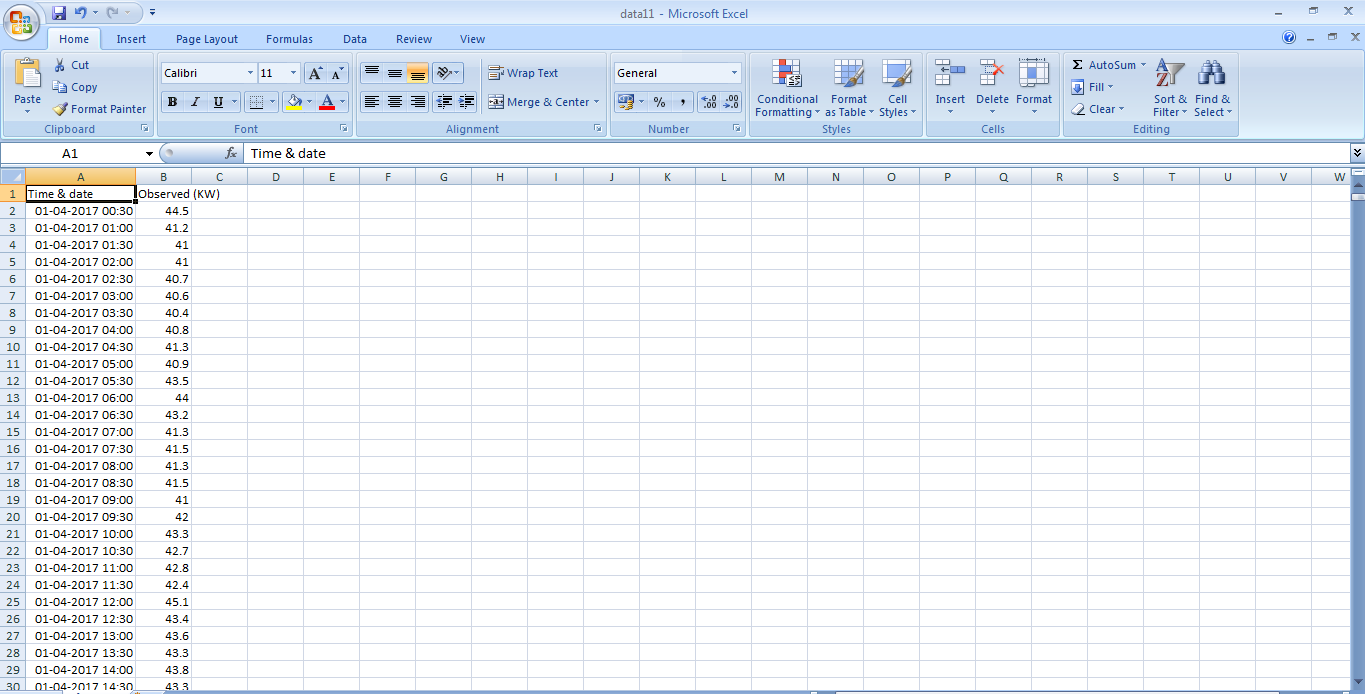 data11 - Microsoft Excel
Home Insert Page Layout Formulas Data Review View
Paste Cut Copy Format Painter Clipboard
Calibri 11 A A B I U A Font
Wrap Text Merge & Center Alignment
General % , .00 .0 Number
Conditional Formatting Format as Table Cell Styles Styles
Insert Delete Format Cells
Σ AutoSum Fill Clear Sort & Filter Find & Select Editing
A1 fx Time & date
A B C D E F G H I J K L M N O P Q R S T U V W
1 Time & date Observed (KW)
2 01-04-2017 00:30 44.5
3 01-04-2017 01:00 41.2
4 01-04-2017 01:30 41
5 01-04-2017 02:00 41
6 01-04-2017 02:30 40.7
7 01-04-2017 03:00 40.6
8 01-04-2017 03:30 40.4
9 01-04-2017 04:00 40.8
10 01-04-2017 04:30 41.3
11 01-04-2017 05:00 40.9
12 01-04-2017 05:30 43.5
13 01-04-2017 06:00 44
14 01-04-2017 06:30 43.2
15 01-04-2017 07:00 41.3
16 01-04-2017 07:30 41.5
17 01-04-2017 08:00 41.3
18 01-04-2017 08:30 41.5
19 01-04-2017 09:00 41
20 01-04-2017 09:30 42
21 01-04-2017 10:00 43.3
22 01-04-2017 10:30 42.7
23 01-04-2017 11:00 42.8
24 01-04-2017 11:30 42.4
25 01-04-2017 12:00 45.1
26 01-04-2017 12:30 43.4
27 01-04-2017 13:00 43.6
28 01-04-2017 13:30 43.3
29 01-04-2017 14:00 43.8
30 01-04-2017 14:30 43.3